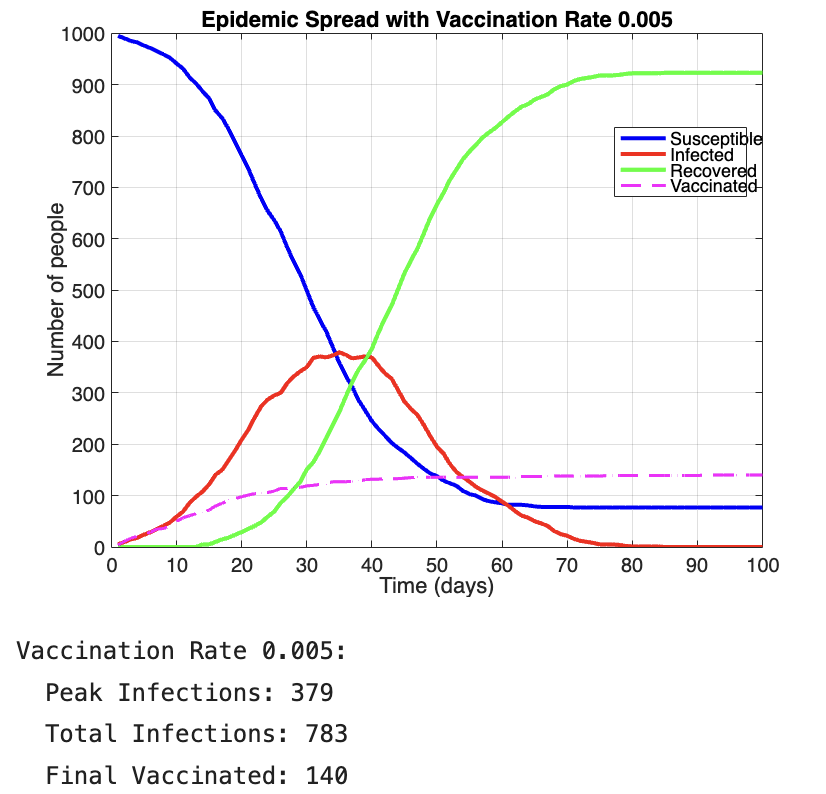 Epidemic Spread with Vaccination Rate 0.005
1000
900
800
700
600
500
400
300
200
100
0
Number of people
Susceptible
Infected
Recovered
Vaccinated
0 10 20 30 40 50 60 70 80 90 100
Time (days)
Vaccination Rate 0.005:
Peak Infections: 379
Total Infections: 783
Final Vaccinated: 140